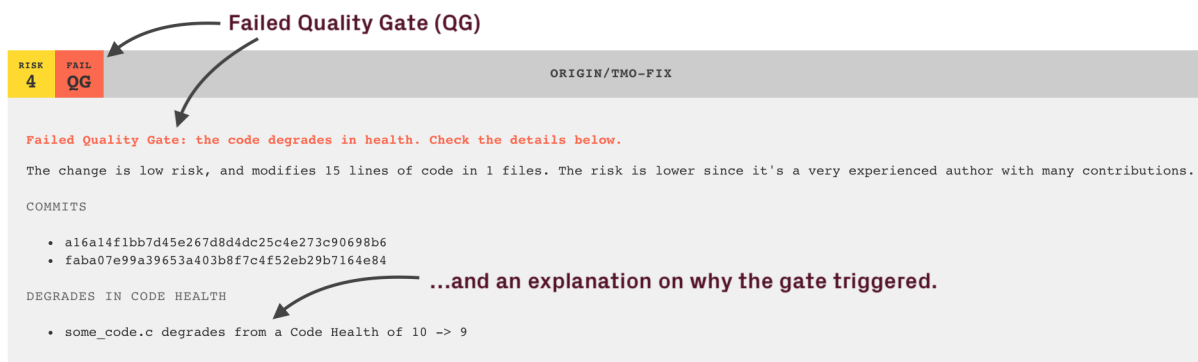 Failed Quality Gate (QG)
RISK FAIL
4 QG
ORIGIN/TMO-FIX
Failed Quality Gate: the code degrades in health. Check the details below.
The change is low risk, and modifies 15 lines of code in 1 files. The risk is lower since it's a very experienced author with many contributions.
COMMITS
• a16a14f1bb7d45e267d8d4dc25c4e273c90698b6
• faba07e99a39653a403b8f7c4f52eb29b7164e84
...and an explanation on why the gate triggered.
DEGRADES IN CODE HEALTH
• some_code.c degrades from a Code Health of 10 -> 9